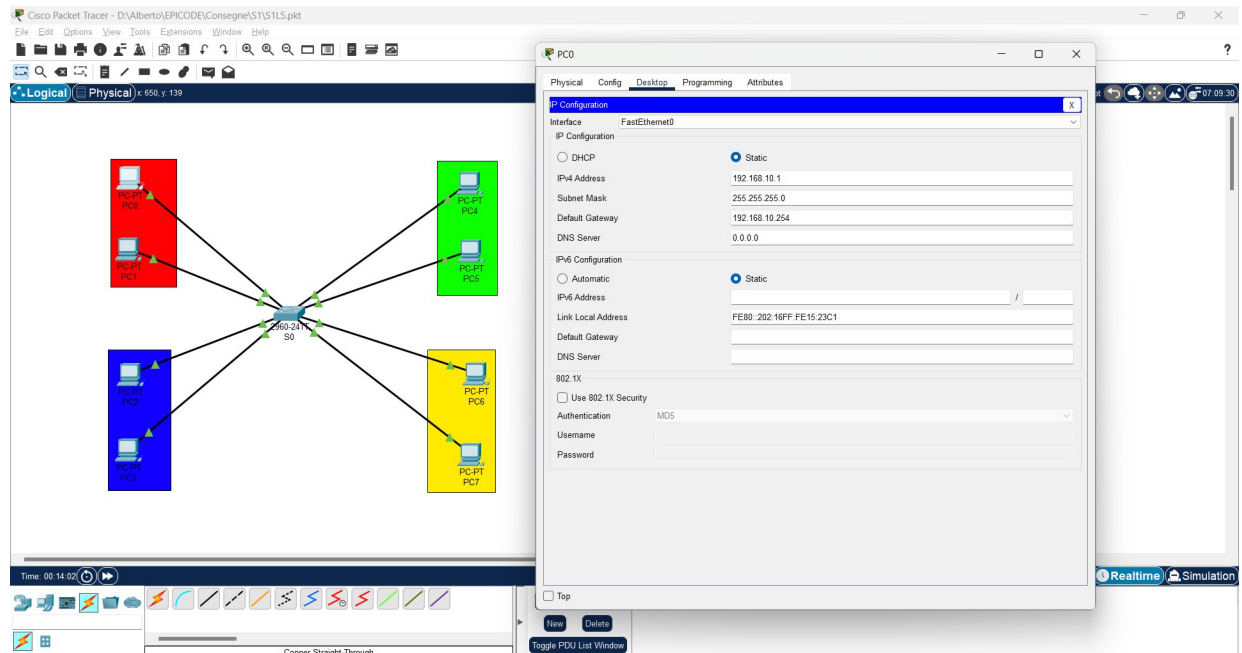 Cisco Packet Tracer - D:\Alberto\EPICODE\Consegne\S1\S1L5.pkt
File Edit Options View Tools Extensions Window Help
?
Logical Physical x: 650, y: 139
07:09:30
PC-PT
PC0
PC-PT
PC1
PC-PT
PC4
PC-PT
PC5
2960-24TT
S0
PC-PT
PC2
PC-PT
PC3
PC-PT
PC6
PC-PT
PC7
PC0
Physical Config Desktop Programming Attributes
IP Configuration X
Interface FastEthernet0
IP Configuration
DHCP Static
IPv4 Address 192.168.10.1
Subnet Mask 255.255.255.0
Default Gateway 192.168.10.254
DNS Server 0.0.0.0
IPv6 Configuration
Automatic Static
IPv6 Address /
Link Local Address FE80::202:16FF:FE15:23C1
Default Gateway
DNS Server
802.1X
Use 802.1X Security
Authentication MD5
Username
Password
Top
Time: 00:14:02
Realtime Simulation
New Delete
Toggle PDU List Window
Copper Straight-Through